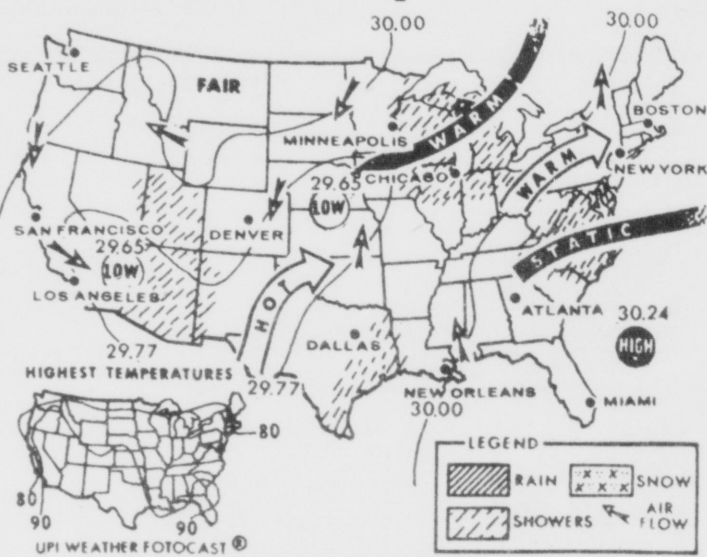 30.00
30.00
SEATTLE
FAIR
BOSTON
MINNEAPOLIS
WARM
NEW YORK
29.65
CHICAGO
WARM
10W
SAN FRANCISCO
DENVER
STATIC
29.65
10W
LOS ANGELES
HOT
ATLANTA
30.24
HIGH
29.77
DALLAS
HIGHEST TEMPERATURES
29.77
NEW ORLEANS
MIAMI
30.00
80
LEGEND
RAIN
SNOW
80
SHOWERS
AIR
FLOW
90
90
UPI WEATHER FOTOCAST ®